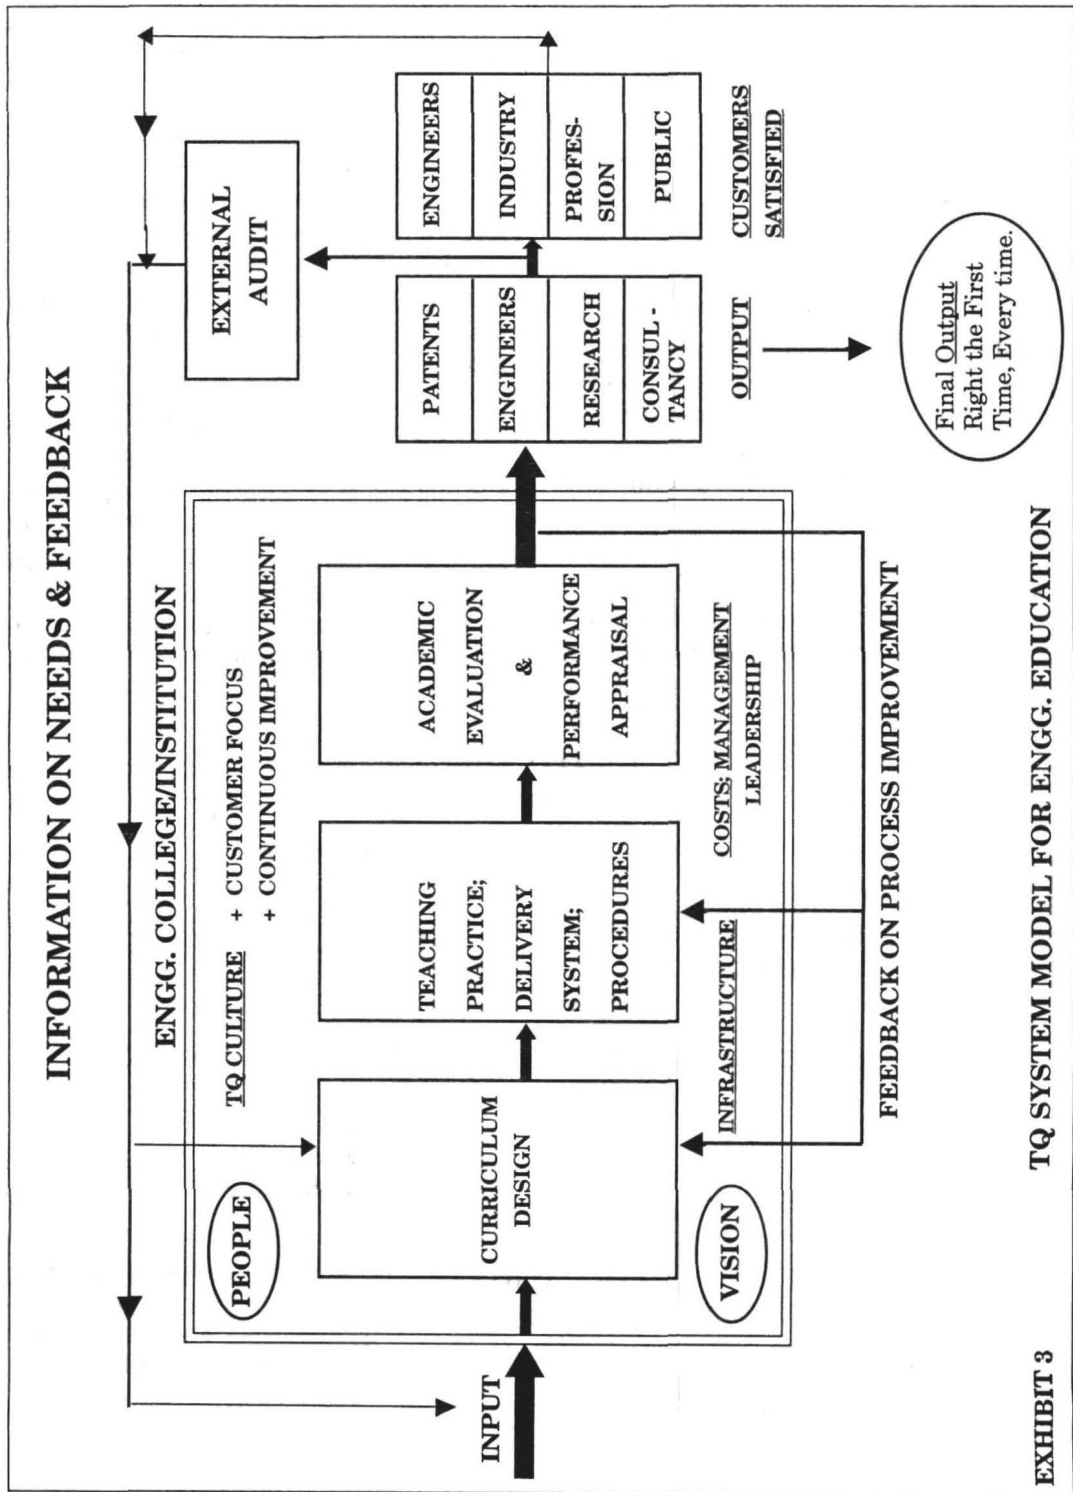 INFORMATION ON NEEDS & FEEDBACK
ENGG. COLLEGE/INSTITUTION
EXTERNAL
AUDIT
PEOPLE
TQ CULTURE + CUSTOMER FOCUS
+ CONTINUOUS IMPROVEMENT
INPUT
CURRICULUM
DESIGN
TEACHING
PRACTICE;
DELIVERY
SYSTEM;
PROCEDURES
ACADEMIC
EVALUATION
&
PERFORMANCE
APPRAISAL
PATENTS
ENGINEERS
RESEARCH
CONSUL -
TANCY
ENGINEERS
INDUSTRY
PROFES-
SION
PUBLIC
VISION
INFRASTRUCTURE
COSTS; MANAGEMENT
LEADERSHIP
OUTPUT
CUSTOMERS
SATISFIED
FEEDBACK ON PROCESS IMPROVEMENT
Final Output
Right the First
Time, Every time.
EXHIBIT 3
TQ SYSTEM MODEL FOR ENGG. EDUCATION